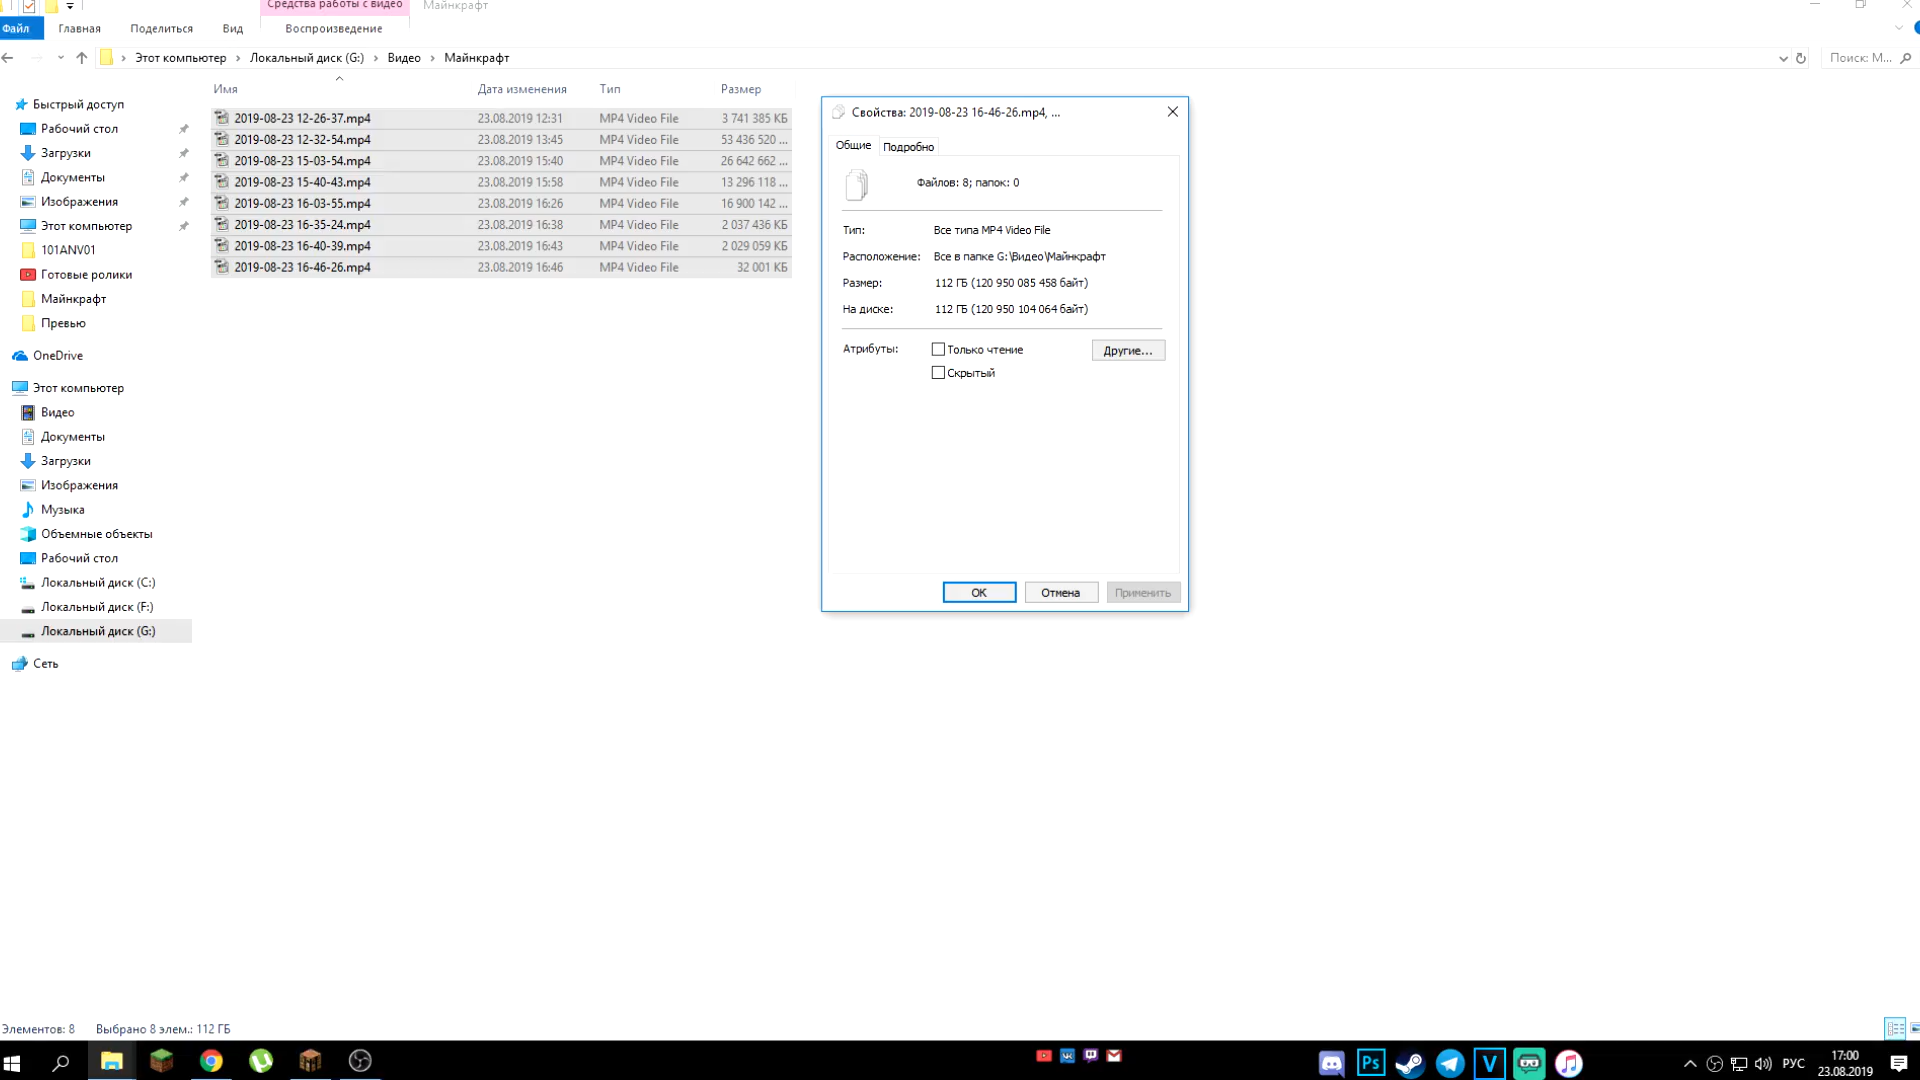 Средства работы с видео
Майнкрафт
Файл
Главная
Поделиться
Вид
Воспроизведение
Этот компьютер
Локальный диск (G:)
Видео
Майнкрафт
Поиск: М...
Имя
Дата изменения
Тип
Размер
Быстрый доступ
Рабочий стол
Загрузки
Документы
Изображения
Этот компьютер
101ANV01
Готовые ролики
Майнкрафт
Превью
OneDrive
Этот компьютер
Видео
Документы
Загрузки
Изображения
Музыка
Объемные объекты
Рабочий стол
Локальный диск (C:)
Локальный диск (F:)
Локальный диск (G:)
Сеть
2019-08-23 12-26-37.mp4 23.08.2019 12:31 MP4 Video File 3 741 385 КБ
2019-08-23 12-32-54.mp4 23.08.2019 13:45 MP4 Video File 53 436 520 ...
2019-08-23 15-03-54.mp4 23.08.2019 15:40 MP4 Video File 26 642 662 ...
2019-08-23 15-40-43.mp4 23.08.2019 15:58 MP4 Video File 13 296 118 ...
2019-08-23 16-03-55.mp4 23.08.2019 16:26 MP4 Video File 16 900 142 ...
2019-08-23 16-35-24.mp4 23.08.2019 16:38 MP4 Video File 2 037 436 КБ
2019-08-23 16-40-39.mp4 23.08.2019 16:43 MP4 Video File 2 029 059 КБ
2019-08-23 16-46-26.mp4 23.08.2019 16:46 MP4 Video File 32 001 КБ
Свойства: 2019-08-23 16-46-26.mp4, ...
Общие
Подробно
Файлов: 8; папок: 0
Тип: Все типа MP4 Video File
Расположение: Все в папке G:\Видео\Майнкрафт
Размер: 112 ГБ (120 950 085 458 байт)
На диске: 112 ГБ (120 950 104 064 байт)
Атрибуты:
Только чтение
Другие...
Скрытый
ОК
Отмена
Применить
Элементов: 8
Выбрано 8 элем.: 112 ГБ
Ps
V
РУС
17:00
23.08.2019